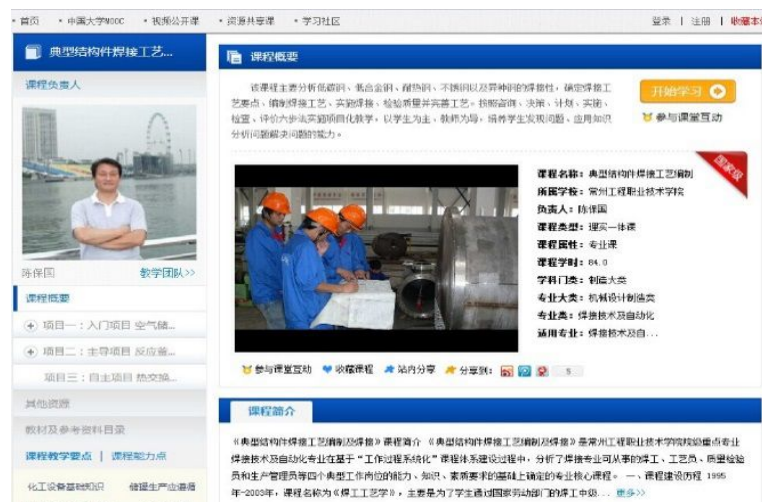 首页
中国大学MOOC
视频公开课
资源共享课
学习社区
登录 | 注册 | 收藏本
典型结构件焊接工艺...
课程负责人
陈保国
教学团队>>
课程概要
项目一：入门项目 空气储...
项目二：主导项目 反应釜...
项目三：自主项目 热交换...
其他资源
教材及参考资料目录
课程教学要点 | 课程能力点
化工设备基础知识
储罐生产应遵循
课程概要
该课程主要分析低碳钢、低合金钢、耐热钢、不锈钢以及异种钢的焊接性，确定焊接工
艺要点、编制焊接工艺、实施焊接、检验质量并完善工艺。按照咨询、决策、计划、实施、
检查、评价六步法实施项目化教学，以学生为主、教师为导，培养学生发现问题、应用知识
分析问题解决问题的能力。
开始学习
参与课堂互动
国家级
课程名称：典型结构件焊接工艺编制
所属学校：常州工程职业技术学院
负责人：陈保国
课程类型：理实一体课
课程属性：专业课
课程学时：84.0
学科门类：制造大类
专业大类：机械设计制造类
专业类：焊接技术及自动化
适用专业：焊接技术及自...
参与课堂互动
收藏课程
站内分享
分享到：
5
课程简介
《典型结构件焊接工艺编制及焊接》课程简介 《典型结构件焊接工艺编制及焊接》是常州工程职业技术学院院级重点专业
焊接技术及自动化专业在基于“工作过程系统化”课程体系建设过程中，分析了焊接专业可从事的焊工、工艺员、质量检验
员和生产管理员等四个典型工作岗位的能力、知识、素质要求的基础上确定的专业核心课程。 一、课程建设历程 1995
年-2003年，课程名称为《焊工工艺学》，主要是为了学生通过国家劳动部门的焊工中级... 更多>>